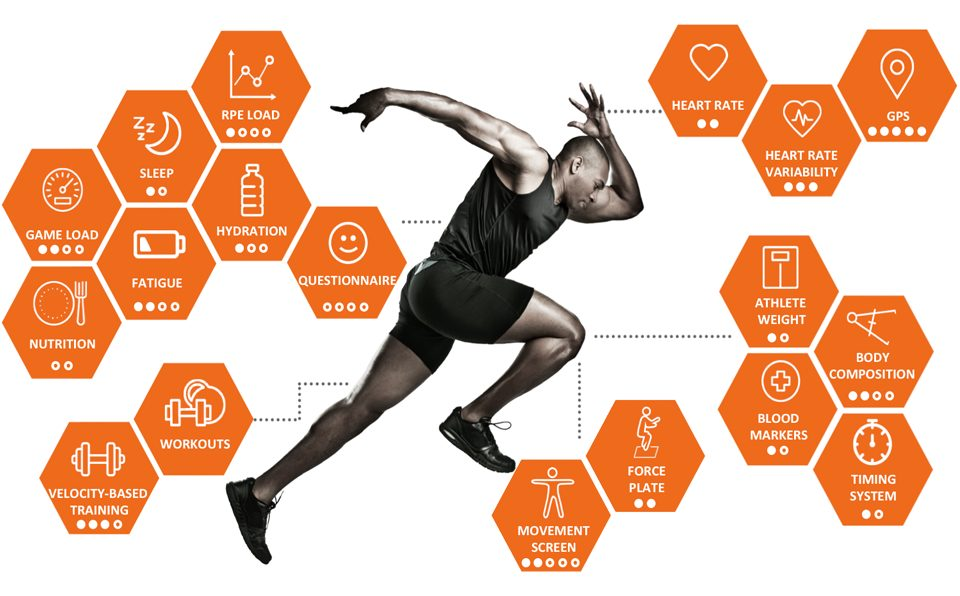 RPE LOAD
SLEEP
GAME LOAD
HYDRATION
FATIGUE
QUESTIONNAIRE
NUTRITION
WORKOUTS
VELOCITY-BASED
TRAINING
HEART RATE
GPS
HEART RATE
VARIABILITY
ATHLETE
WEIGHT
BODY
COMPOSITION
BLOOD
MARKERS
TIMING
SYSTEM
FORCE
PLATE
MOVEMENT
SCREEN